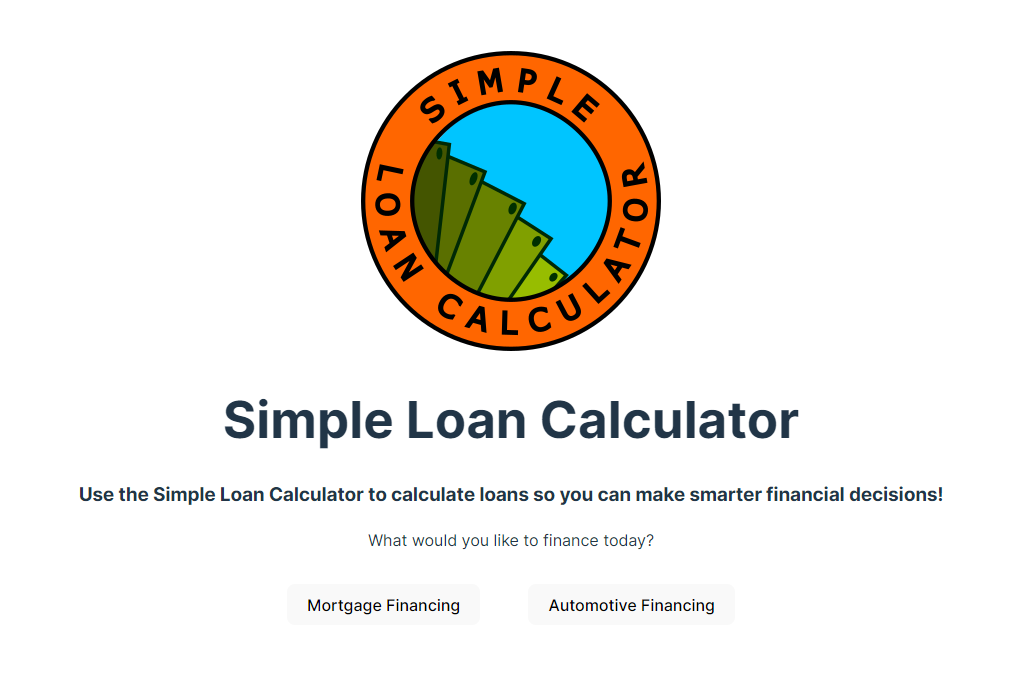 SIMPLE
LOAN CALCULATOR
Simple Loan Calculator
Use the Simple Loan Calculator to calculate loans so you can make smarter financial decisions!
What would you like to finance today?
Mortgage Financing
Automotive Financing